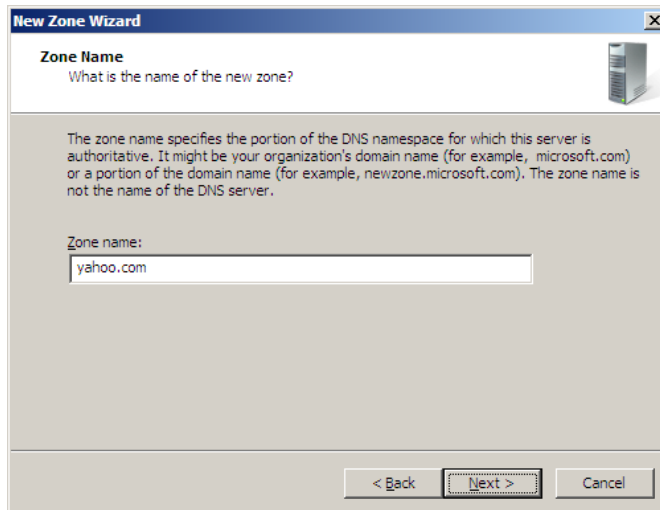 New Zone Wizard
Zone Name
What is the name of the new zone?
The zone name specifies the portion of the DNS namespace for which this server is
authoritative. It might be your organization's domain name (for example, microsoft.com)
or a portion of the domain name (for example, newzone.microsoft.com). The zone name is
not the name of the DNS server.
Zone name:
yahoo.com
< Back Next > Cancel